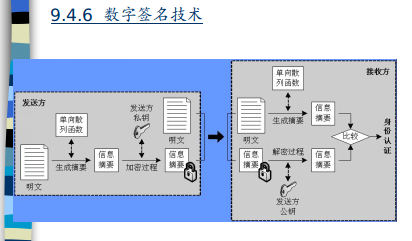 9.4.6 数字签名技术
发送方
单向散
列函数
明文
生成摘要
信息
摘要
发送方
私钥
加密过程
明文
信息
摘要
接收方
单向散
列函数
明文
生成摘要
信息
摘要
信息
摘要
解密过程
信息
摘要
发送方
公钥
比较
身份认证